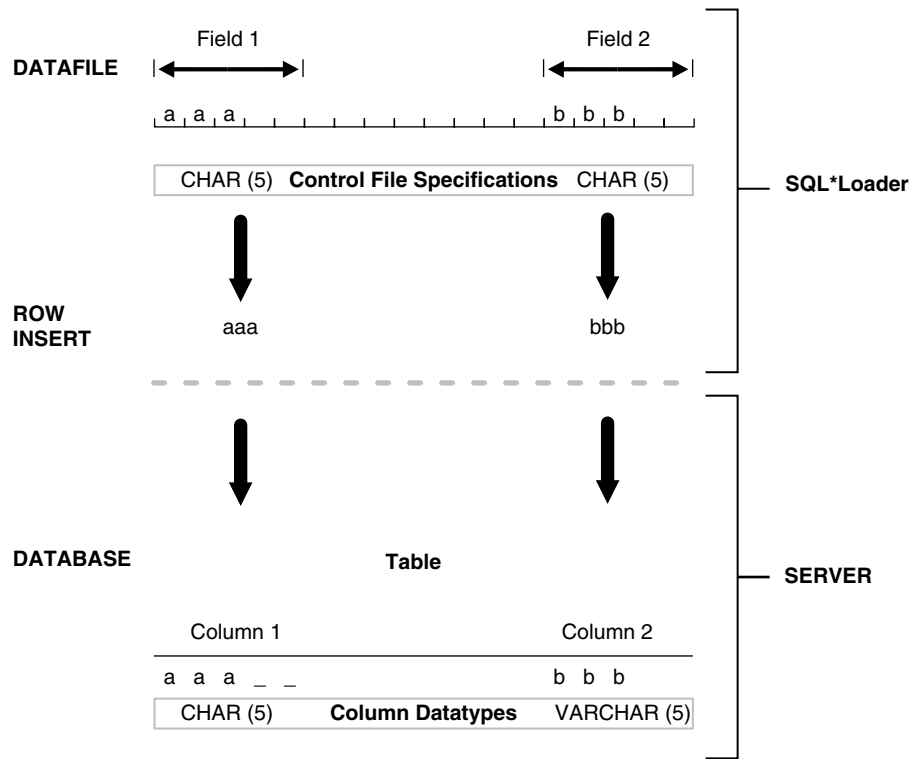 Field 1 Field 2
DATAFILE
a a a b b b
CHAR (5) Control File Specifications CHAR (5)
SQL*Loader
ROW
INSERT
aaa bbb
DATABASE Table
SERVER
Column 1 Column 2
a a a _ _ b b b
CHAR (5) Column Datatypes VARCHAR (5)